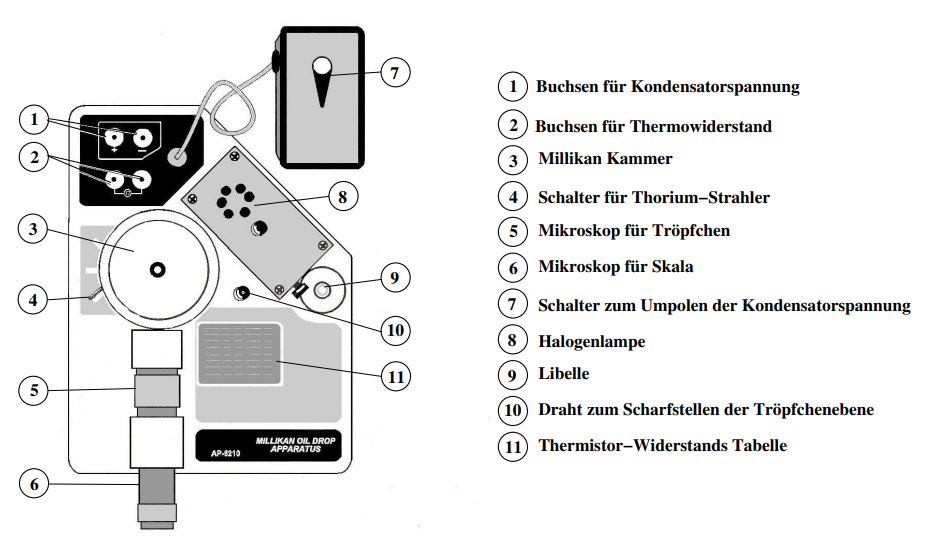 1 Buchsen für Kondensatorspannung
2 Buchsen für Thermowiderstand
3 Millikan Kammer
4 Schalter für Thorium−Strahler
5 Mikroskop für Tröpfchen
6 Mikroskop für Skala
7 Schalter zum Umpolen der Kondensatorspannung
8 Halogenlampe
9 Libelle
10 Draht zum Scharfstellen der Tröpfchenebene
11 Thermistor−Widerstands Tabelle
7
1
+ −
2
Ω
8
3
9
4
10
11
5
MILLIKAN OIL DROP
APPARATUS
AP-8210
6